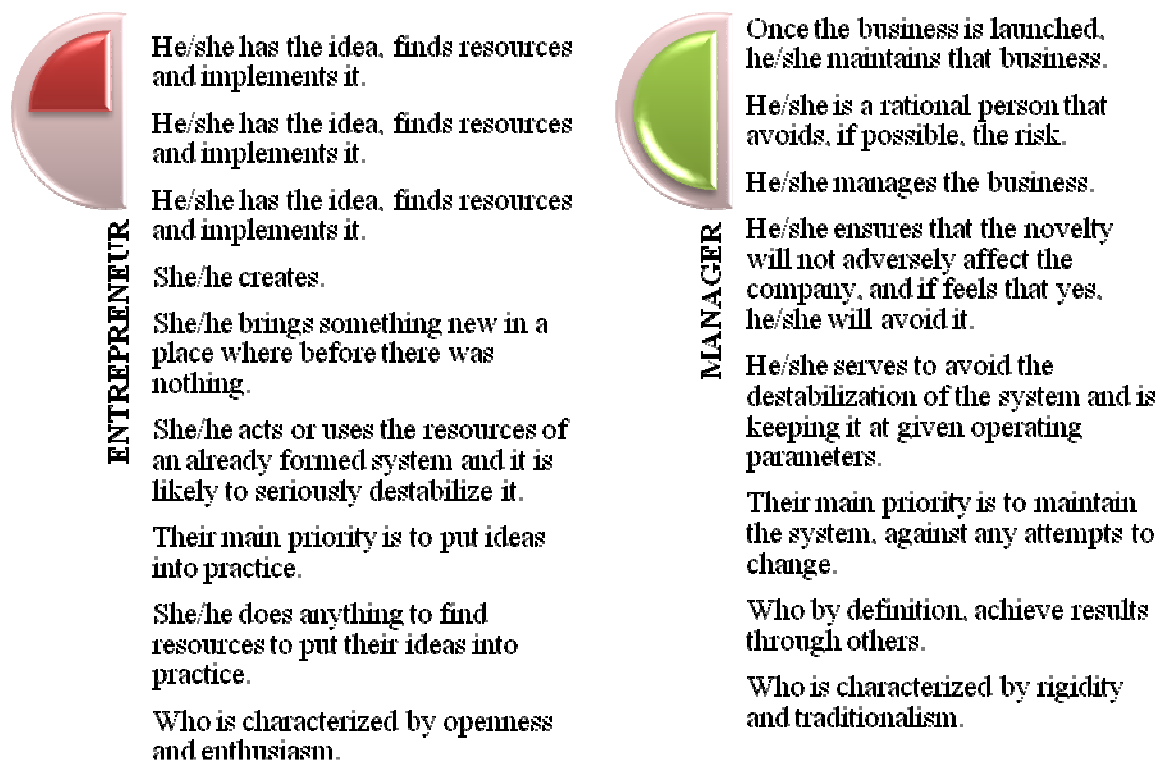 He/she has the idea, finds resources
and implements it.
He/she has the idea, finds resources
and implements it.
He/she has the idea, finds resources
and implements it.
She/he creates.
She/he brings something new in a
place where before there was
nothing.
She/he acts or uses the resources of
an already formed system and it is
likely to seriously destabilize it.
Their main priority is to put ideas
into practice.
She/he does anything to find
resources to put their ideas into
practice.
Who is characterized by openness
and enthusiasm.
ENTREPRENEUR
Once the business is launched,
he/she maintains that business.
He/she is a rational person that
avoids, if possible, the risk.
He/she manages the business.
He/she ensures that the novelty
will not adversely affect the
company, and if feels that yes,
he/she will avoid it.
He/she serves to avoid the
destabilization of the system and is
keeping it at given operating
parameters.
Their main priority is to maintain
the system, against any attempts to
change.
Who by definition, achieve results
through others.
Who is characterized by rigidity
and traditionalism.
MANAGER